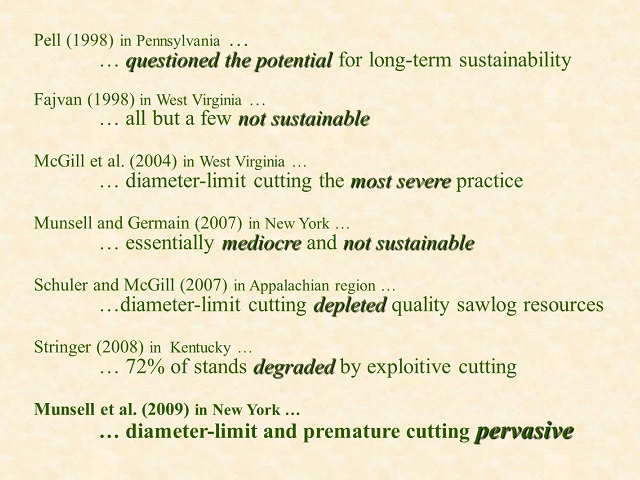 Pell (1998) in Pennsylvania …
… questioned the potential for long-term sustainability
Fajvan (1998) in West Virginia …
… all but a few not sustainable
McGill et al. (2004) in West Virginia …
… diameter-limit cutting the most severe practice
Munsell and Germain (2007) in New York …
… essentially mediocre and not sustainable
Schuler and McGill (2007) in Appalachian region …
…diameter-limit cutting depleted quality sawlog resources
Stringer (2008) in Kentucky …
… 72% of stands degraded by exploitive cutting
Munsell et al. (2009) in New York …
… diameter-limit and premature cutting pervasive